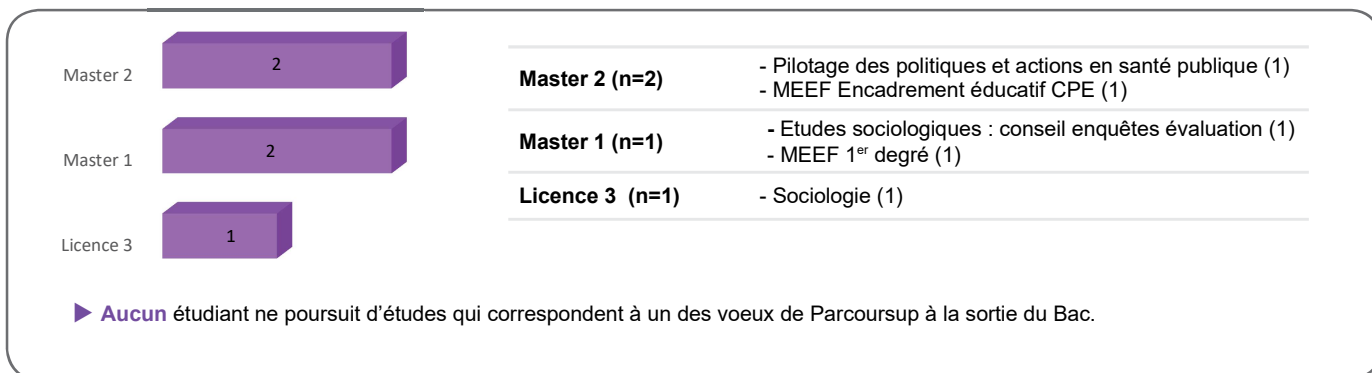 Master 2
2
Master 1
2
Licence 3
1
Master 2 (n=2)
- Pilotage des politiques et actions en santé publique (1)
- MEEF Encadrement éducatif CPE (1)
Master 1 (n=1)
- Etudes sociologiques : conseil enquêtes évaluation (1)
- MEEF 1er degré (1)
Licence 3 (n=1)
- Sociologie (1)
▶ Aucun étudiant ne poursuit d’études qui correspondent à un des voeux de Parcoursup à la sortie du Bac.